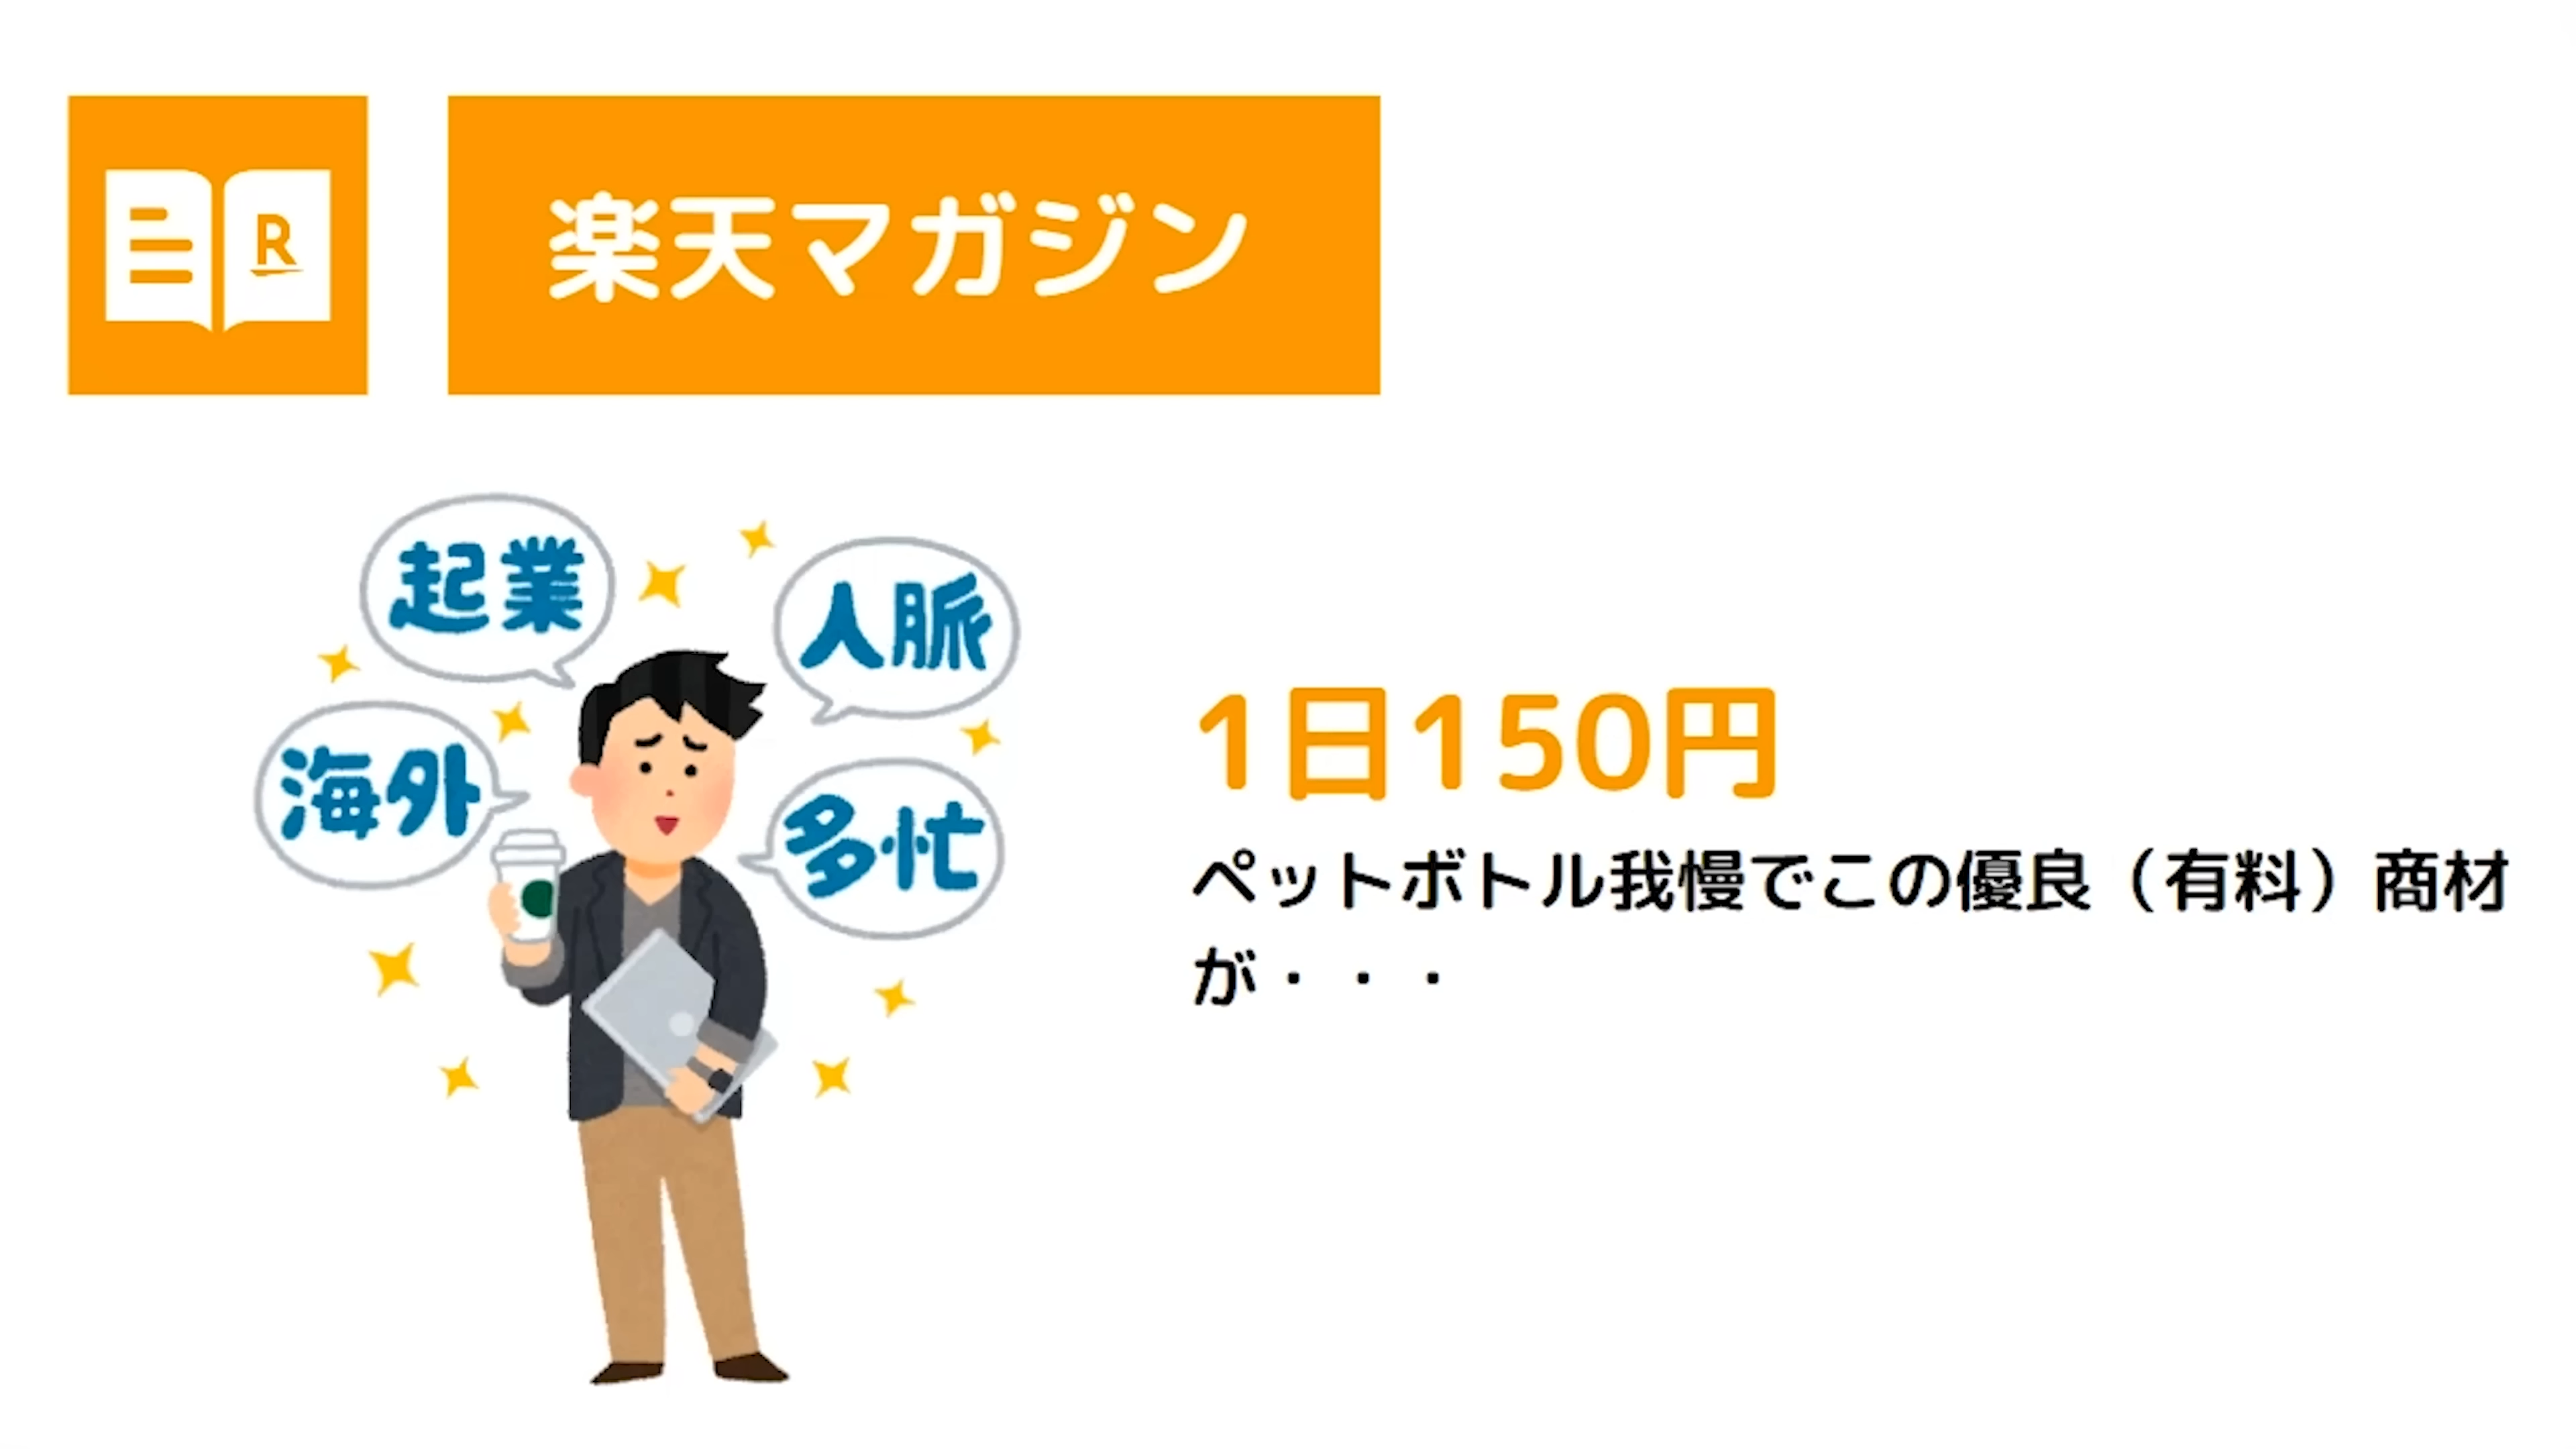 R
楽天マガジン
起業
人脈
海外
多忙
1日150円
ペットボトル我慢でこの優良（有料）商材
が・・・